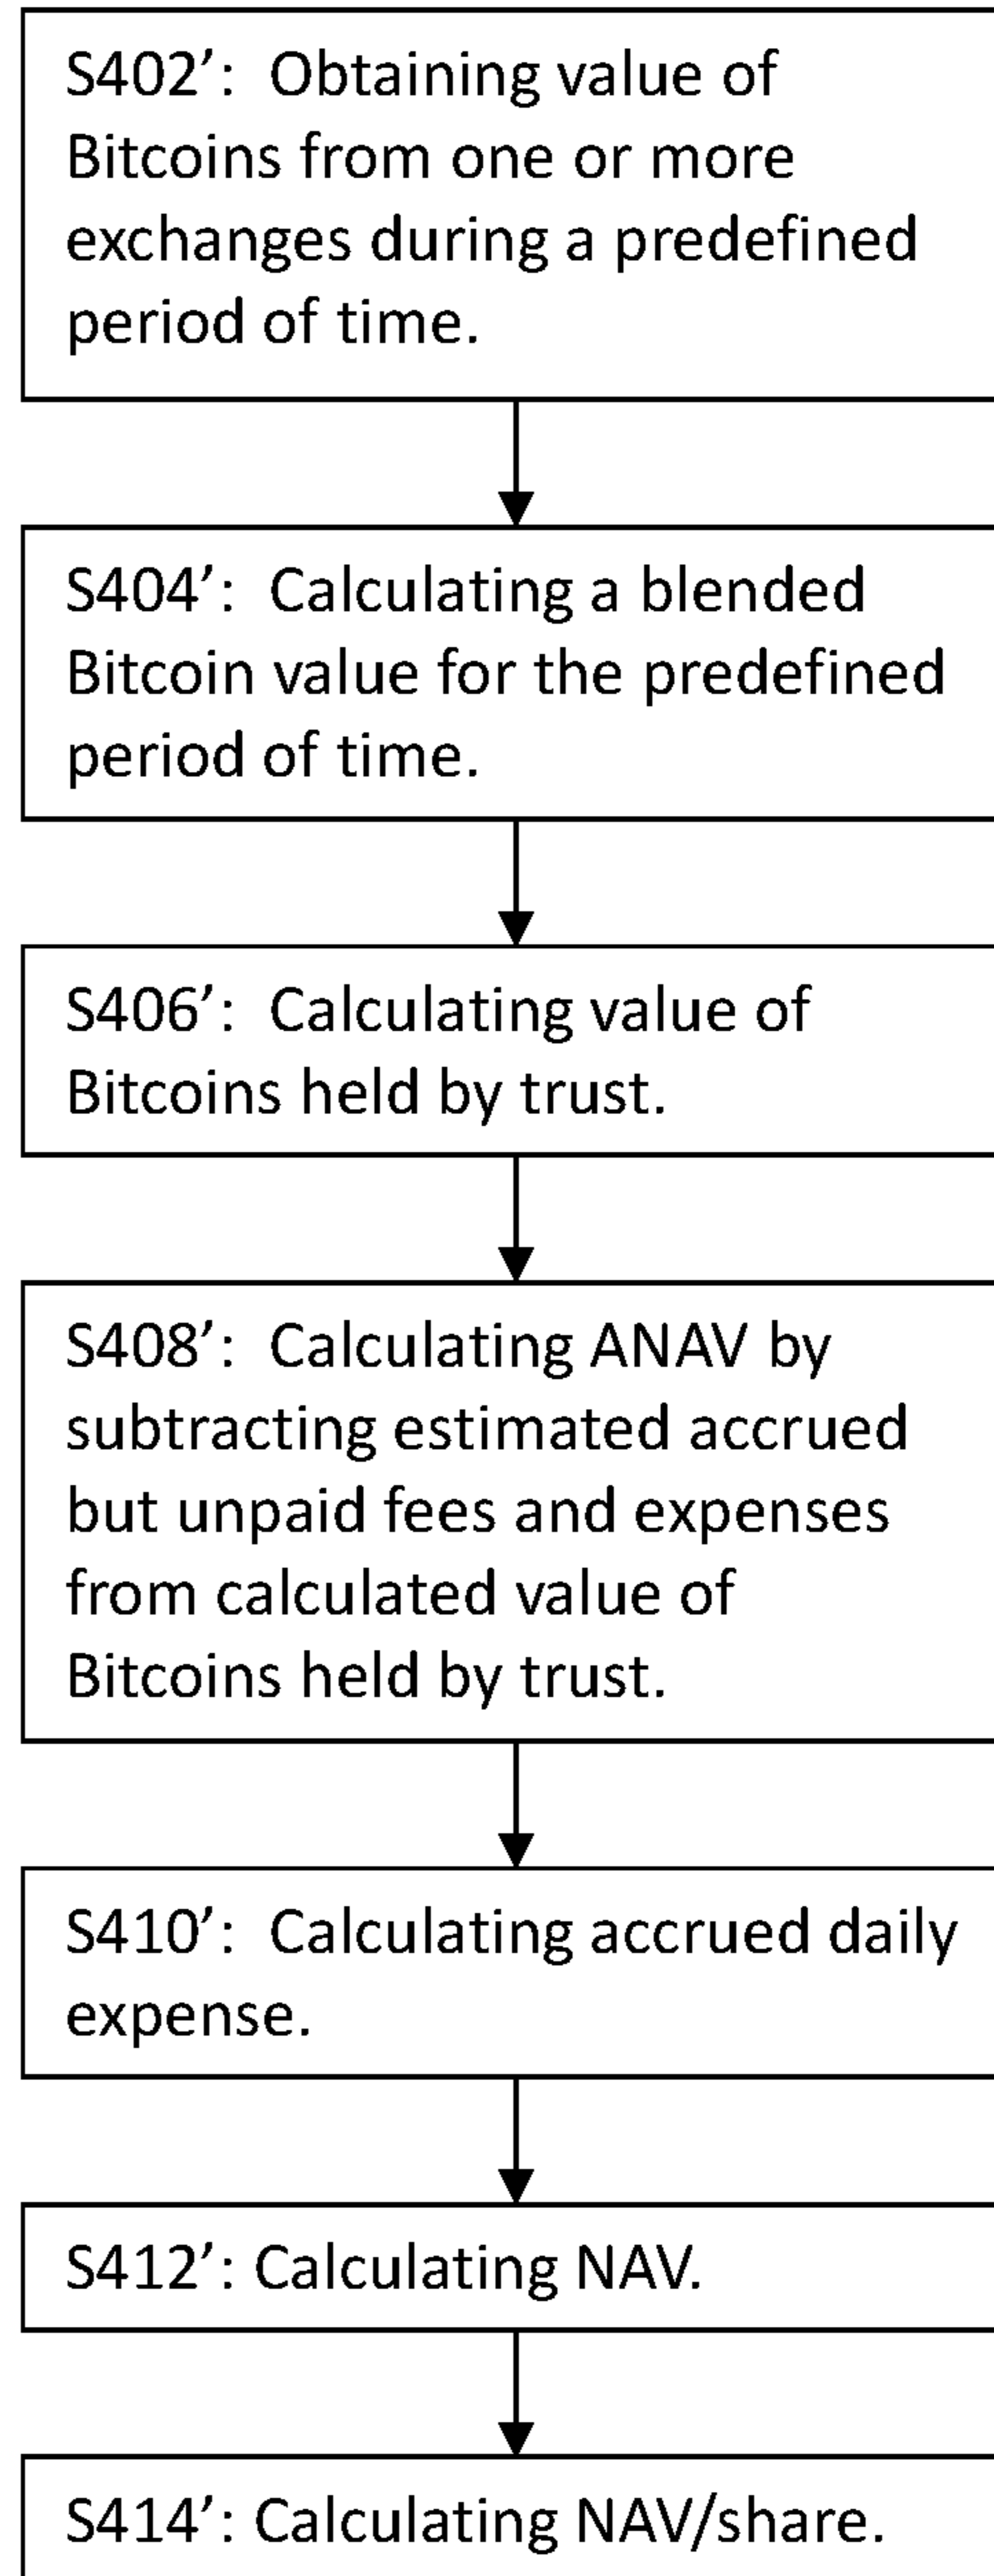 S402’: Obtaining value of
Bitcoins from one or more
exchanges during a predefined
period of time.
S404’: Calculating a blended
Bitcoin value for the predefined
period of time.
S406’: Calculating value of
Bitcoins held by trust.
S408’: Calculating ANAV by
subtracting estimated accrued
but unpaid fees and expenses
from calculated value of
Bitcoins held by trust.
S410’: Calculating accrued daily
expense.
S412’: Calculating NAV.
S414’: Calculating NAV/share.